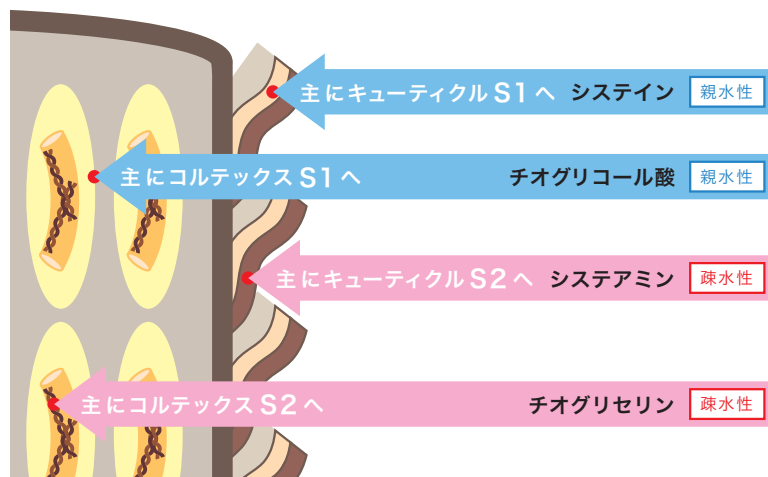 主にキューティクルS1へ システイン 親水性
主にコルテックスS1へ チオグリコール酸 親水性
主にキューティクルS2へ システアミン 疎水性
主にコルテックスS2へ チオグリセリン 疎水性